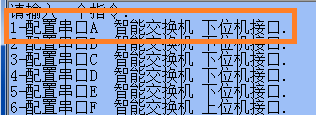 请输入一个指令.
1-配置串口A 智能交换机 下位机接口.
2-配置串口B 智能交换机 下位机接口.
3-配置串口C 智能交换机 下位机接口.
4-配置串口D 智能交换机 下位机接口.
5-配置串口E 智能交换机 下位机接口.
6-配置串口F 智能交换机 上位机接口.